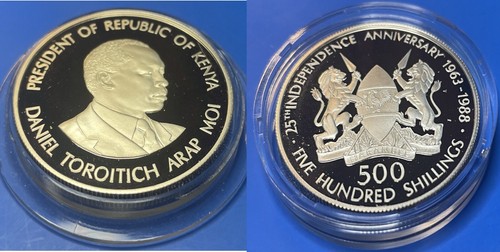 PRESIDENT OF REPUBLIC OF KENYA
DANIEL TOROITICH ARAP MOI
25TH INDEPENDENCE ANNIVERSARY 1963-1988
500
FIVE HUNDRED SHILLINGS